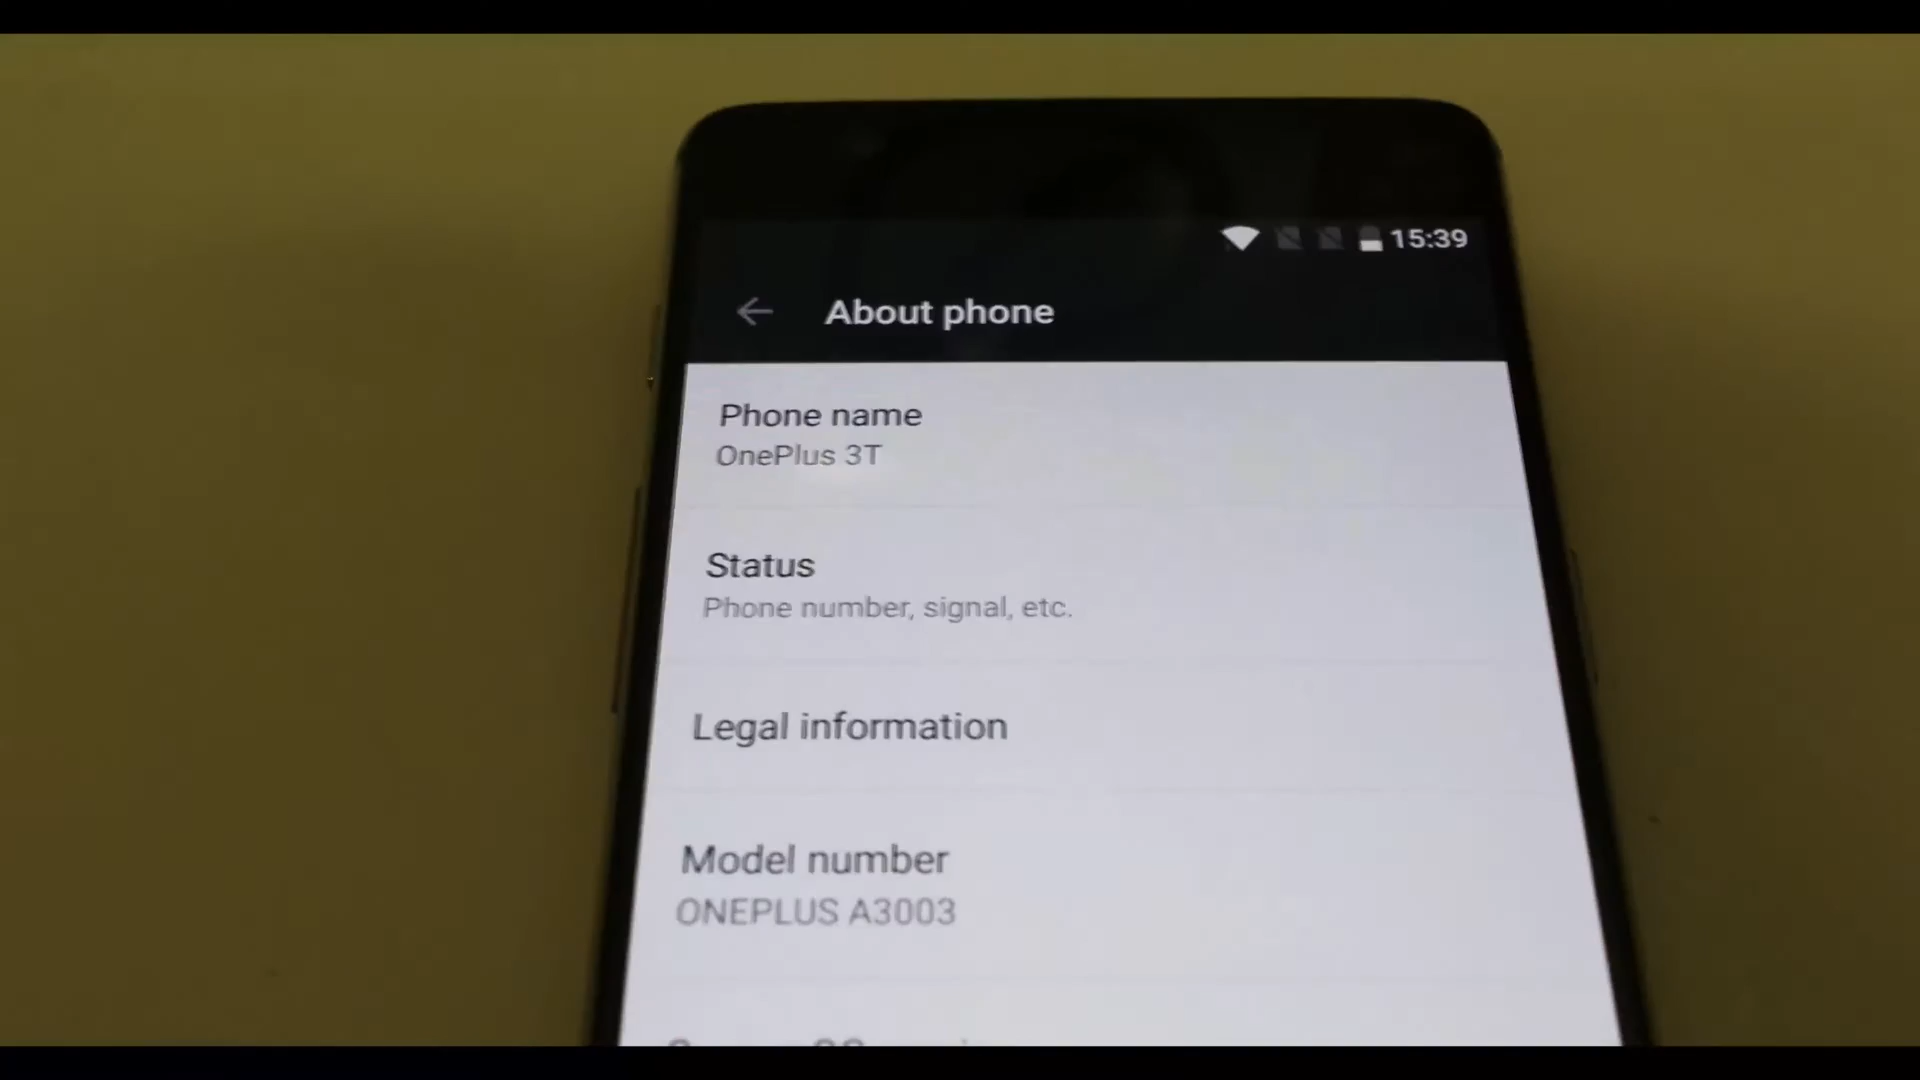 15:39
About phone
Phone name
OnePlus 3T
Status
Phone number, signal, etc.
Legal information
Model number
ONEPLUS A3003